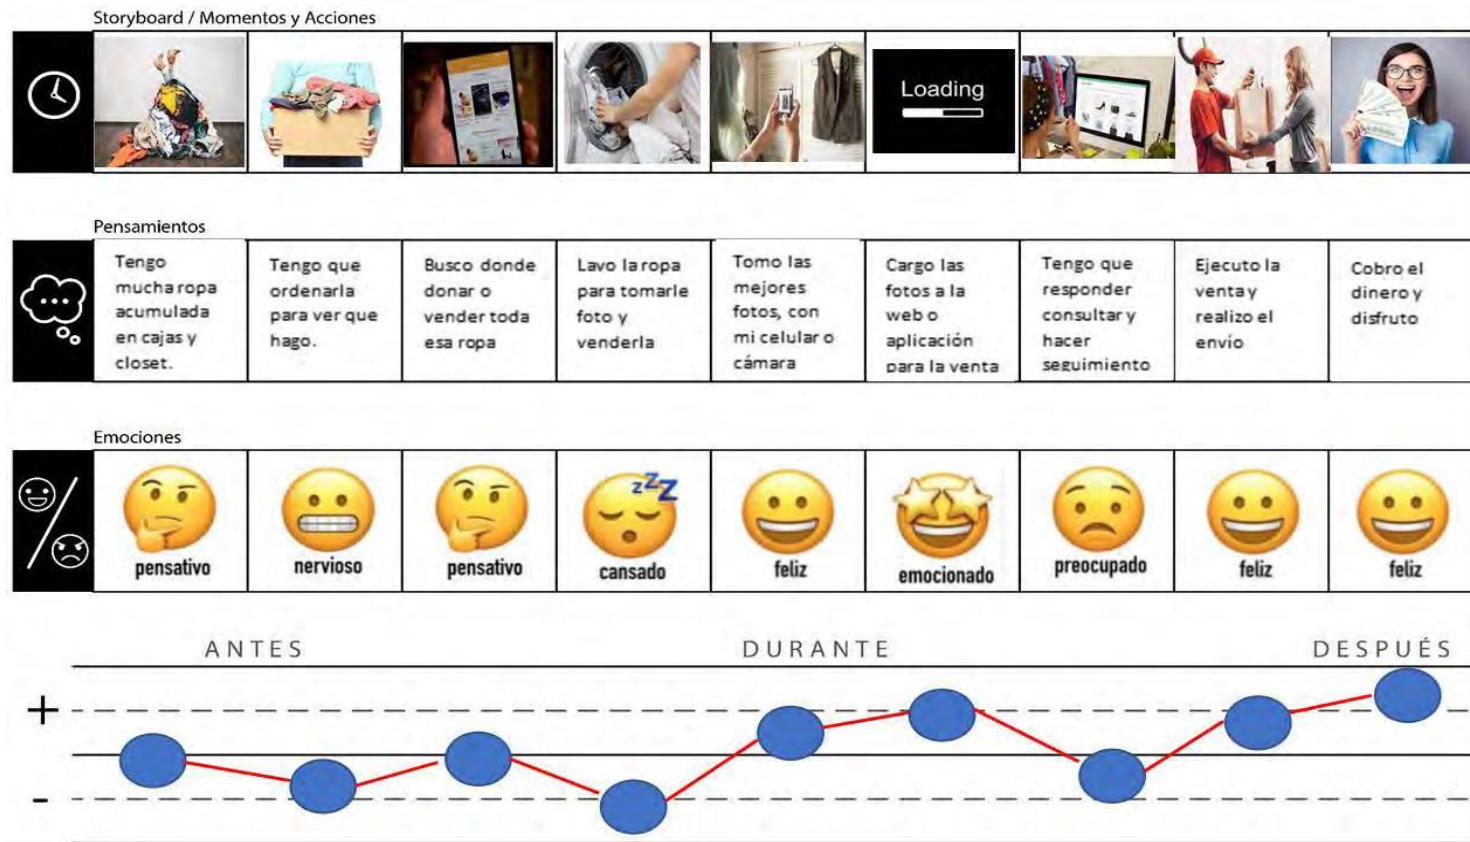 Storyboard / Momentos y Acciones
Loading
Pensamientos
Tengo
mucha ropa
acumulada
en cajas y
closet.
Tengo que
ordenarla
para ver que
hago.
Busco donde
donar o
vender toda
esa ropa
Lavo la ropa
para tomarle
foto y
venderla
Tomo las
mejores
fotos, con
mi celular o
cámara
Cargo las
fotos a la
web o
aplicación
para la venta
Tengo que
responder
consultar y
hacer
seguimiento
Ejecuto la
venta y
realizo el
envío
Cobro el
dinero y
disfruto
Emociones
zzZ
pensativo
nervioso
pensativo
cansado
feliz
emocionado
preocupado
feliz
feliz
ANTES
DURANTE
DESPUÉS
+
-